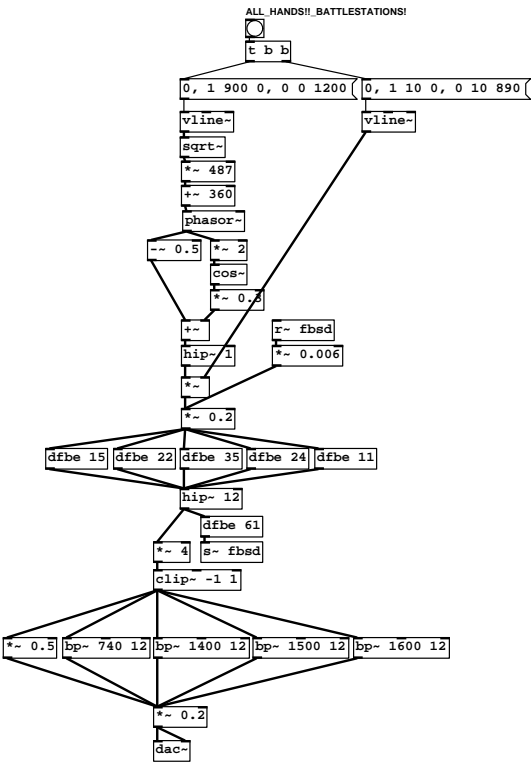 ALL_HANDS!!_BATTLESTATIONS!
t b b
0, 1 900 0, 0 0 1200
0, 1 10 0, 0 10 890
vline~
vline~
sqrt~
*~ 487
+~ 360
phasor~
-~ 0.5
*~ 2
cos~
*~ 0.3
+~
r~ fbsd
hip~ 1
*~ 0.006
*~
*~ 0.2
dfbe 15
dfbe 22
dfbe 35
dfbe 24
dfbe 11
hip~ 12
dfbe 61
*~ 4
s~ fbsd
clip~ -1 1
*~ 0.5
bp~ 740 12
bp~ 1400 12
bp~ 1500 12
bp~ 1600 12
*~ 0.2
dac~